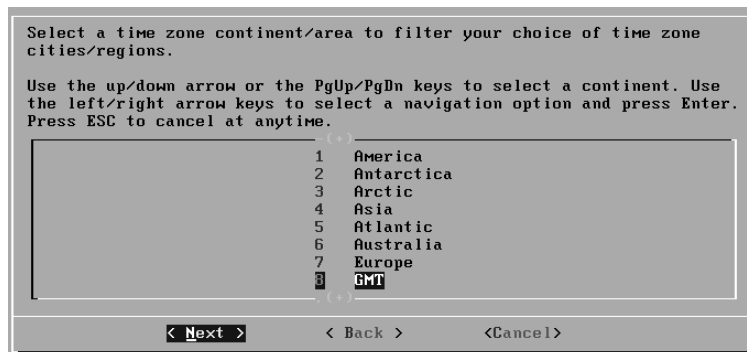 Select a time zone continent/area to filter your choice of time zone
cities/regions.
Use the up/down arrow or the PgUp/PgDn keys to select a continent. Use
the left/right arrow keys to select a navigation option and press Enter.
Press ESC to cancel at anytime.
(+)
1 America
2 Antarctica
3 Arctic
4 Asia
5 Atlantic
6 Australia
7 Europe
8 GMT
(+)
< Next > < Back > <Cancel>